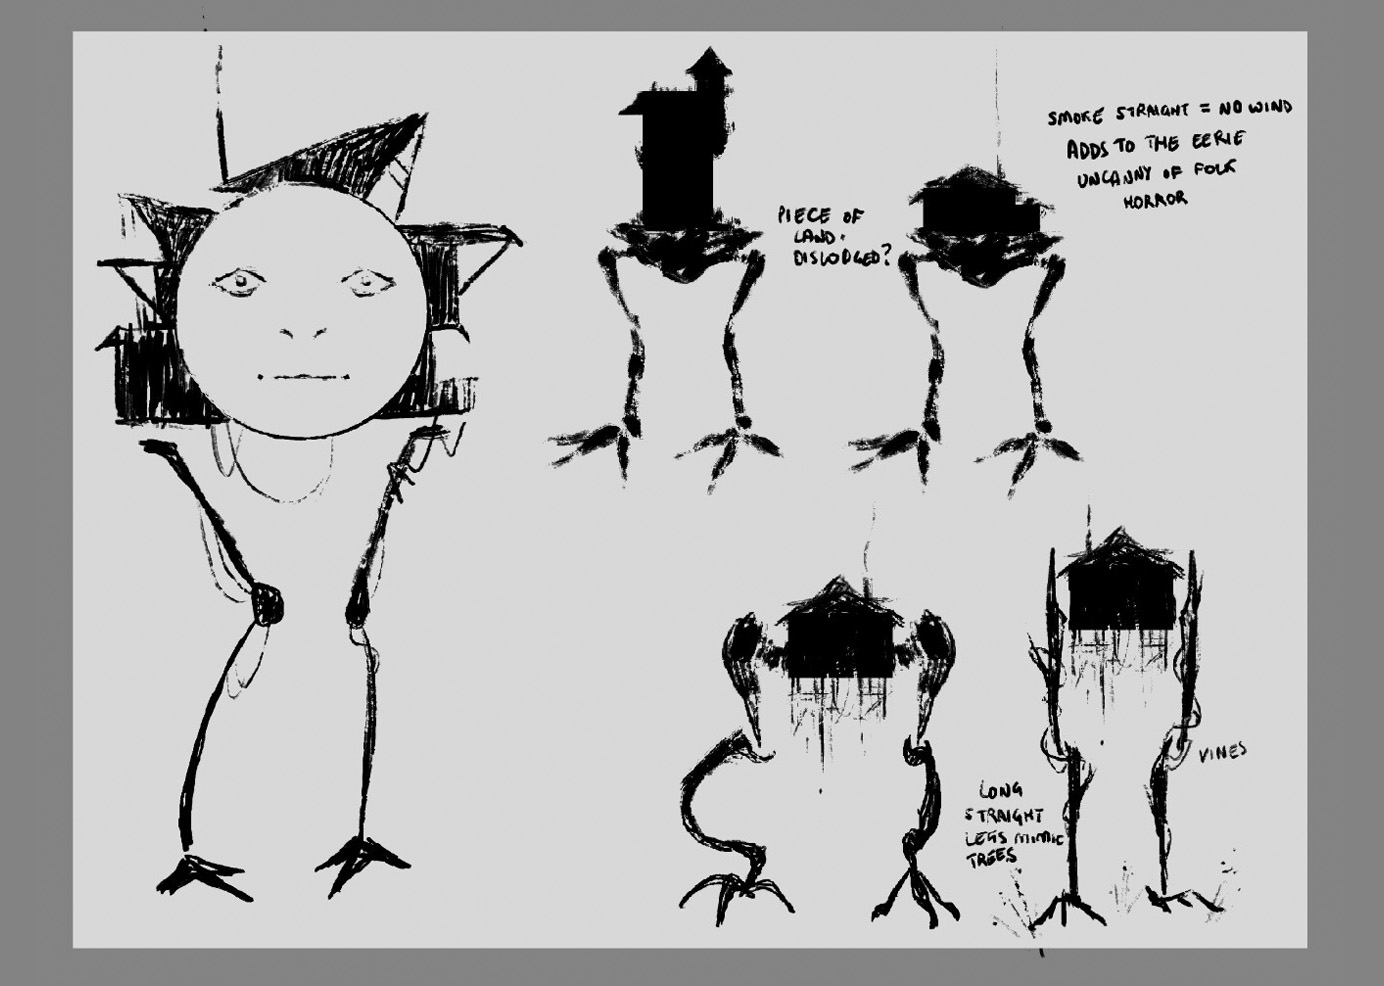 SMOKE STRAIGHT = NO WIND
ADDS TO THE EERIE
UNCANNY OF FOLK
HORROR
PIECE OF
LAND.
DISLODGED?
LONG
STRAIGHT
LEGS MIMIC
TREES
VINES